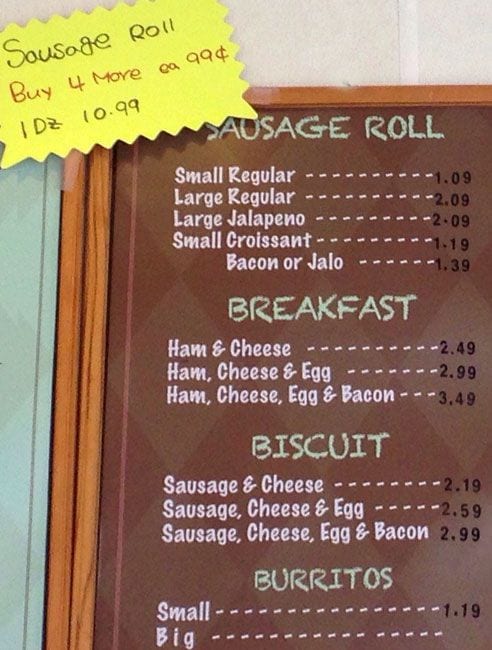 Sausage Roll
Buy 4 More ea 99¢
1 Dz 10.99
SAUSAGE ROLL
Small Regular ----------1.09
Large Regular ----------2.09
Large Jalapeno ---------2.09
Small Croissant---------1.19
Bacon or Jalo ------1.39
BREAKFAST
Ham & Cheese ----------2.49
Ham, Cheese & Egg -------2.99
Ham, Cheese, Egg & Bacon ---3.49
BISCUIT
Sausage & Cheese --------2.19
Sausage, Cheese & Egg -----2.59
Sausage, Cheese, Egg & Bacon 2.99
BURRITOS
Small-----------------1.19
Big ----------------